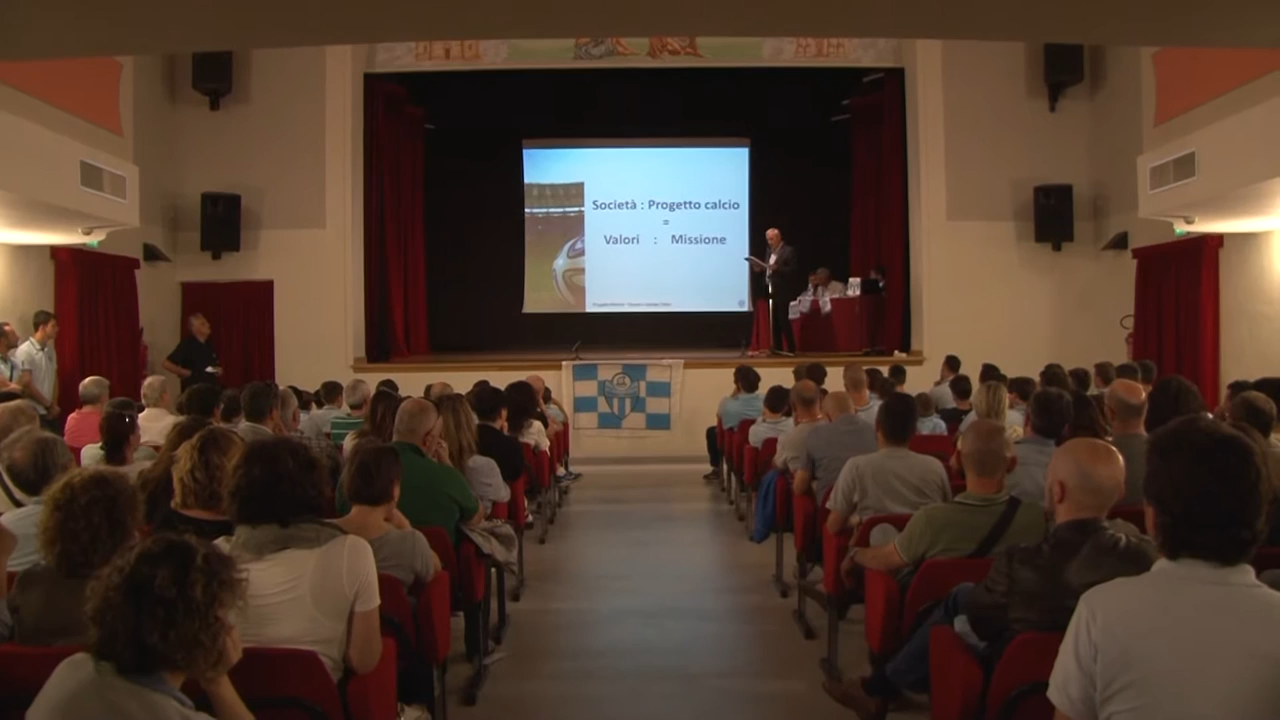 Società : Progetto calcio
=
Valori : Missione